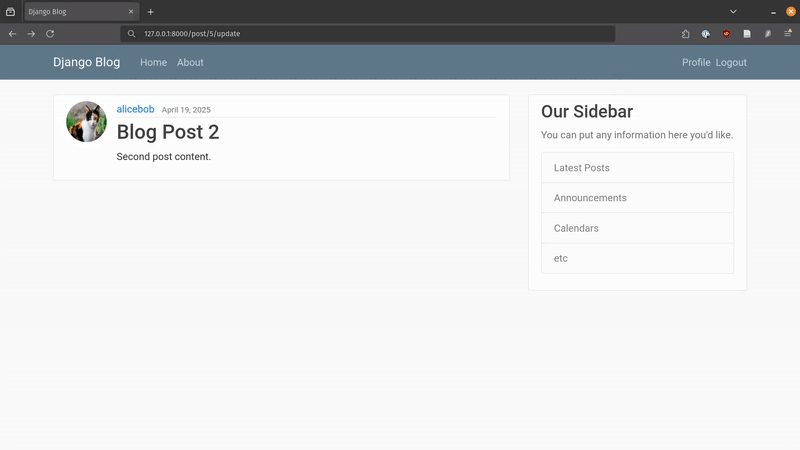 Django Blog
127.0.0.1:8000/post/5/update
Django Blog Home About Profile Logout
alicebob April 19, 2025
Blog Post 2
Second post content.
Our Sidebar
You can put any information here you'd like.
Latest Posts
Announcements
Calendars
etc